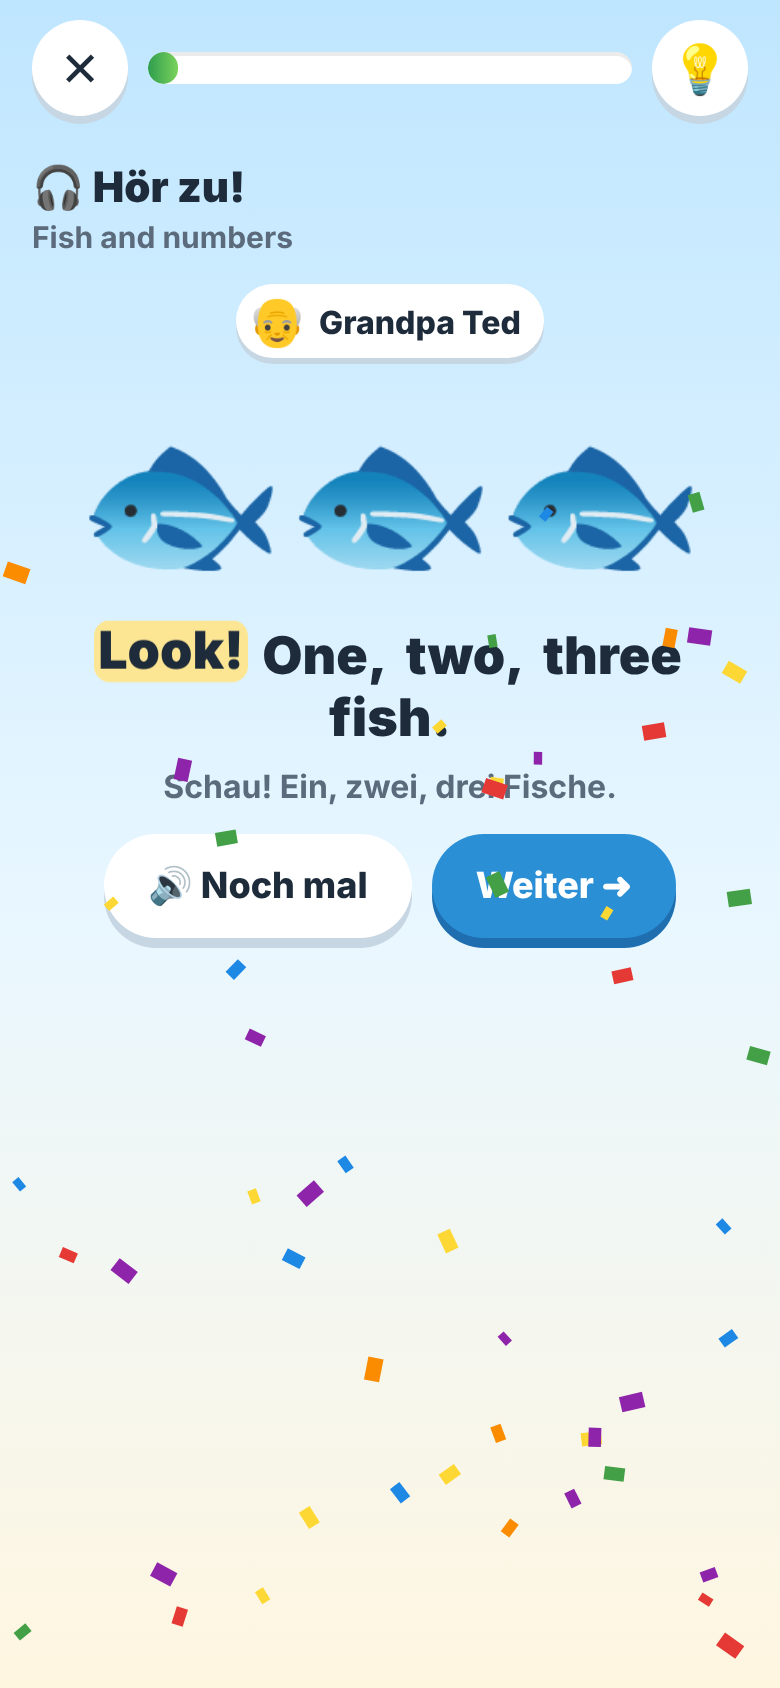 Hör zu!
Fish and numbers
Grandpa Ted
Look! One, two, three
fish.
Schau! Ein, zwei, drei Fische.
Noch mal
Weiter ➜